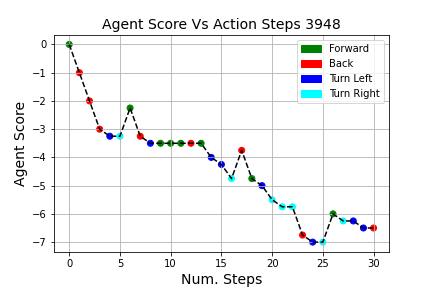 Agent Score Vs Action Steps 3948
Forward
Back
Turn Left
Turn Right
Agent Score
0
−1
−2
−3
−4
−5
−6
−7
0 5 10 15 20 25 30
Num. Steps